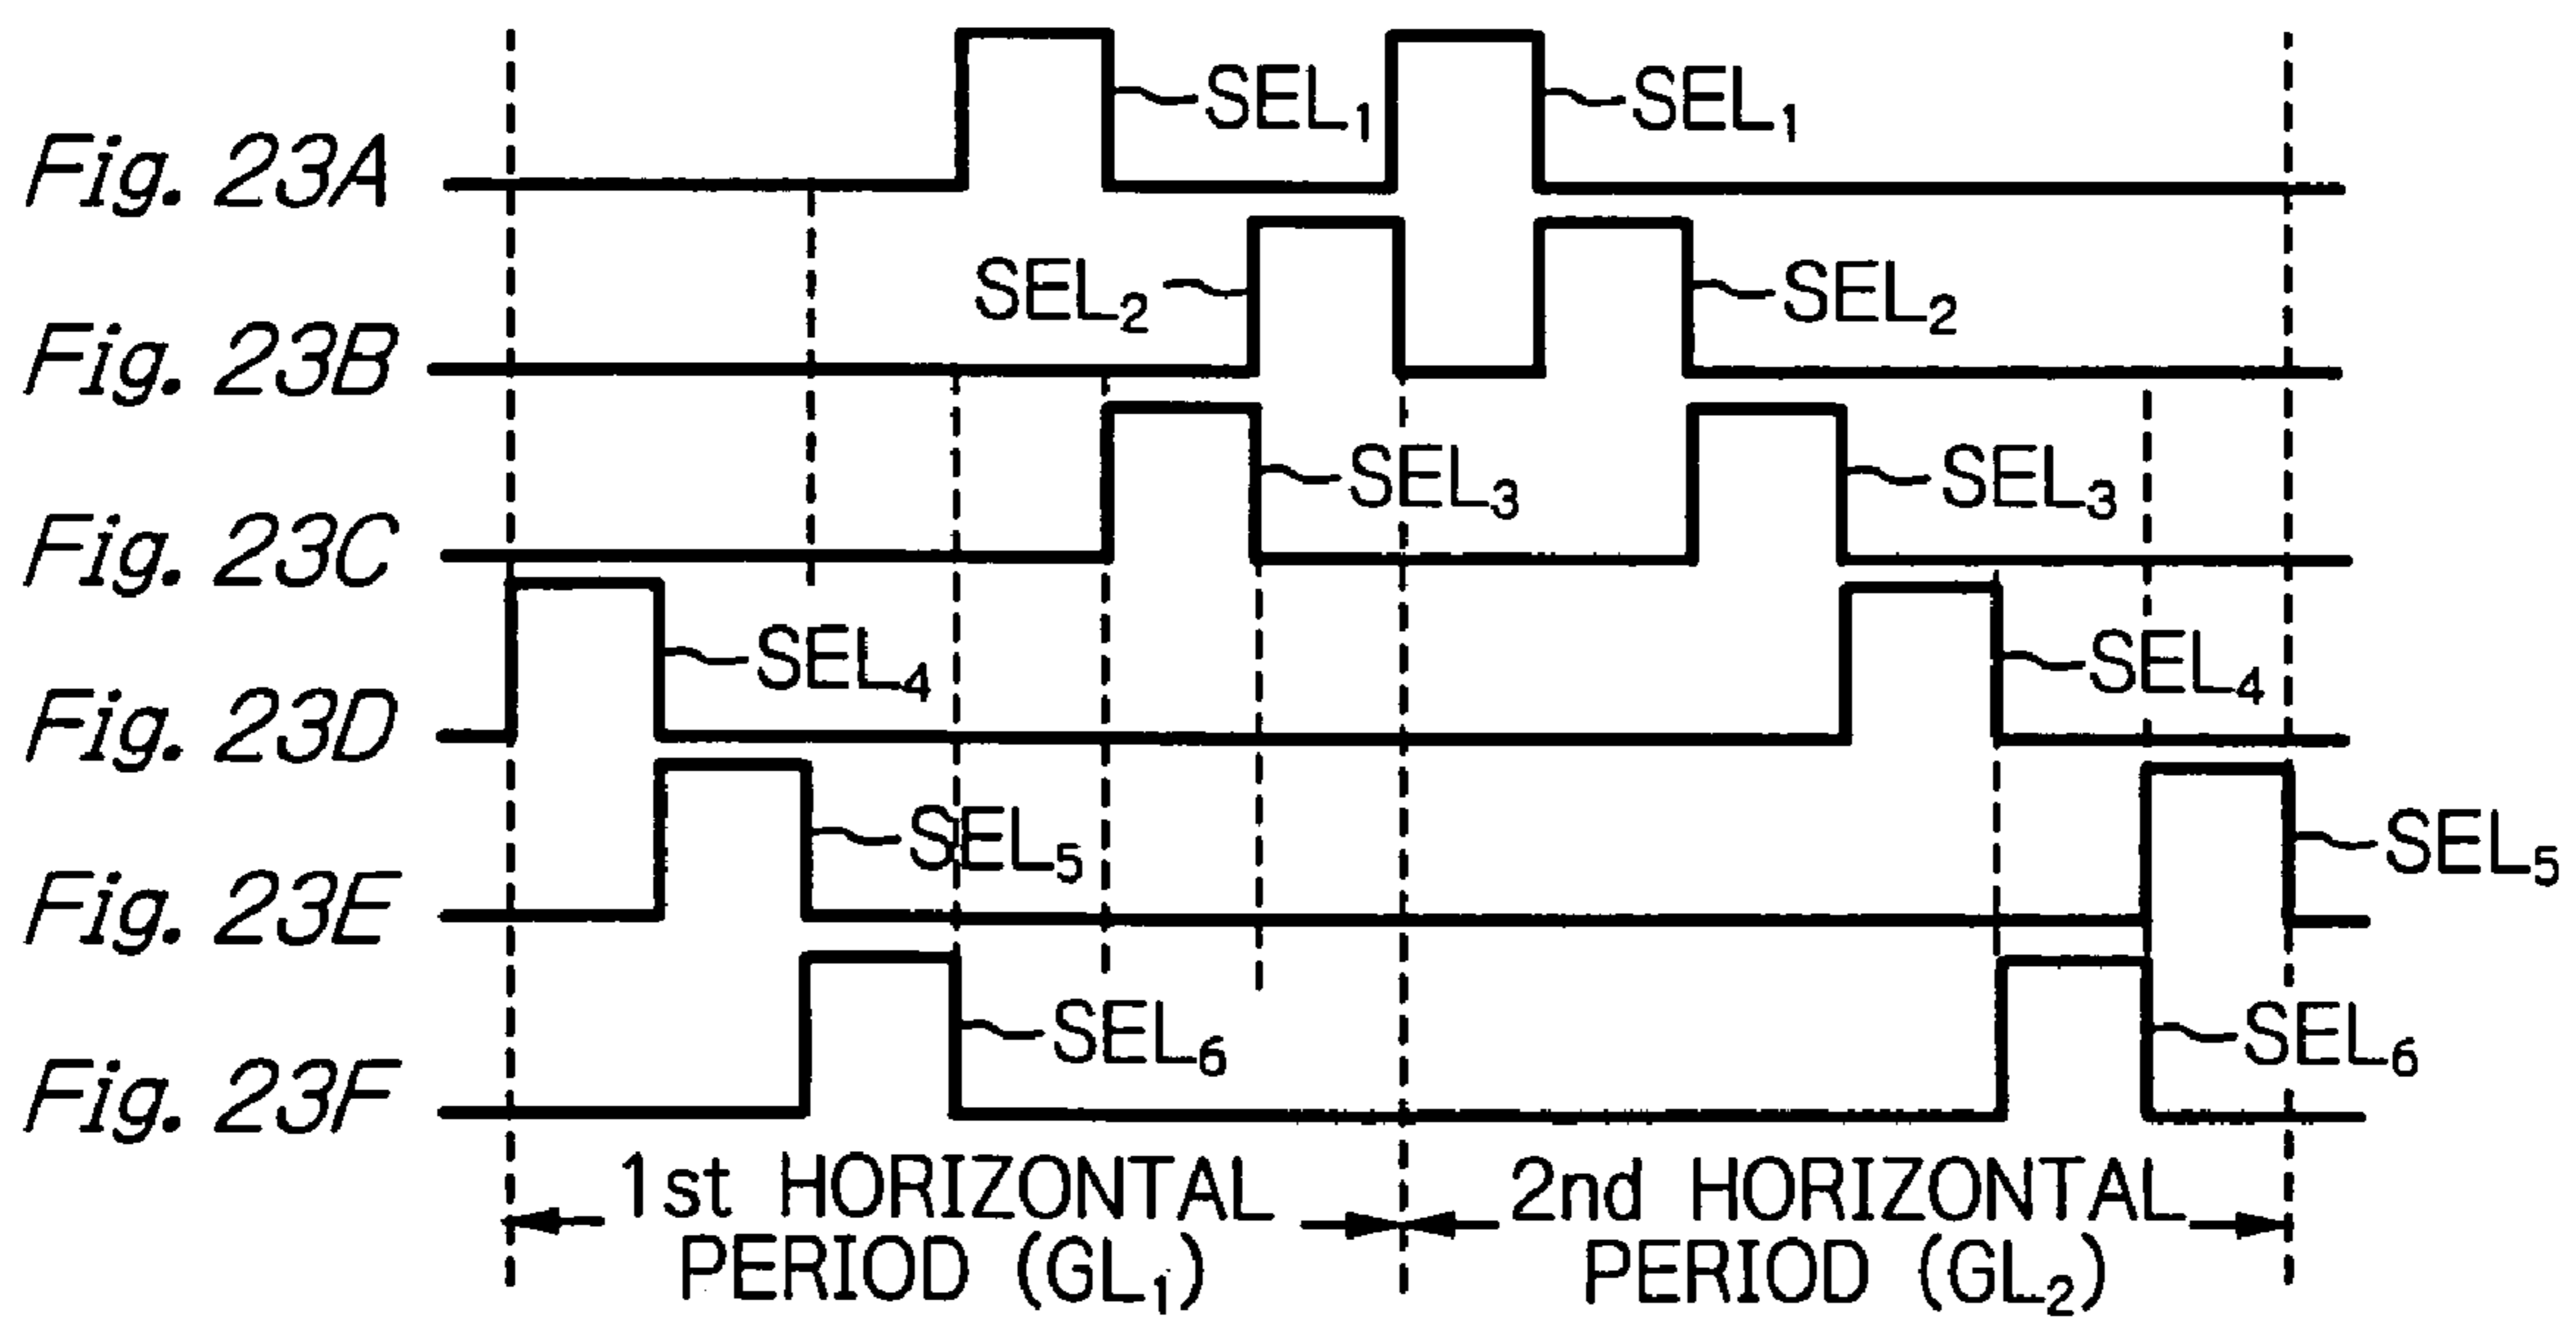 Fig. 23A
SEL1
SEL1
Fig. 23B
SEL2
SEL2
Fig. 23C
SEL3
SEL3
Fig. 23D
SEL4
SEL4
Fig. 23E
SEL5
SEL5
Fig. 23F
SEL6
SEL6
1st HORIZONTAL
PERIOD (GL1)
2nd HORIZONTAL
PERIOD (GL2)